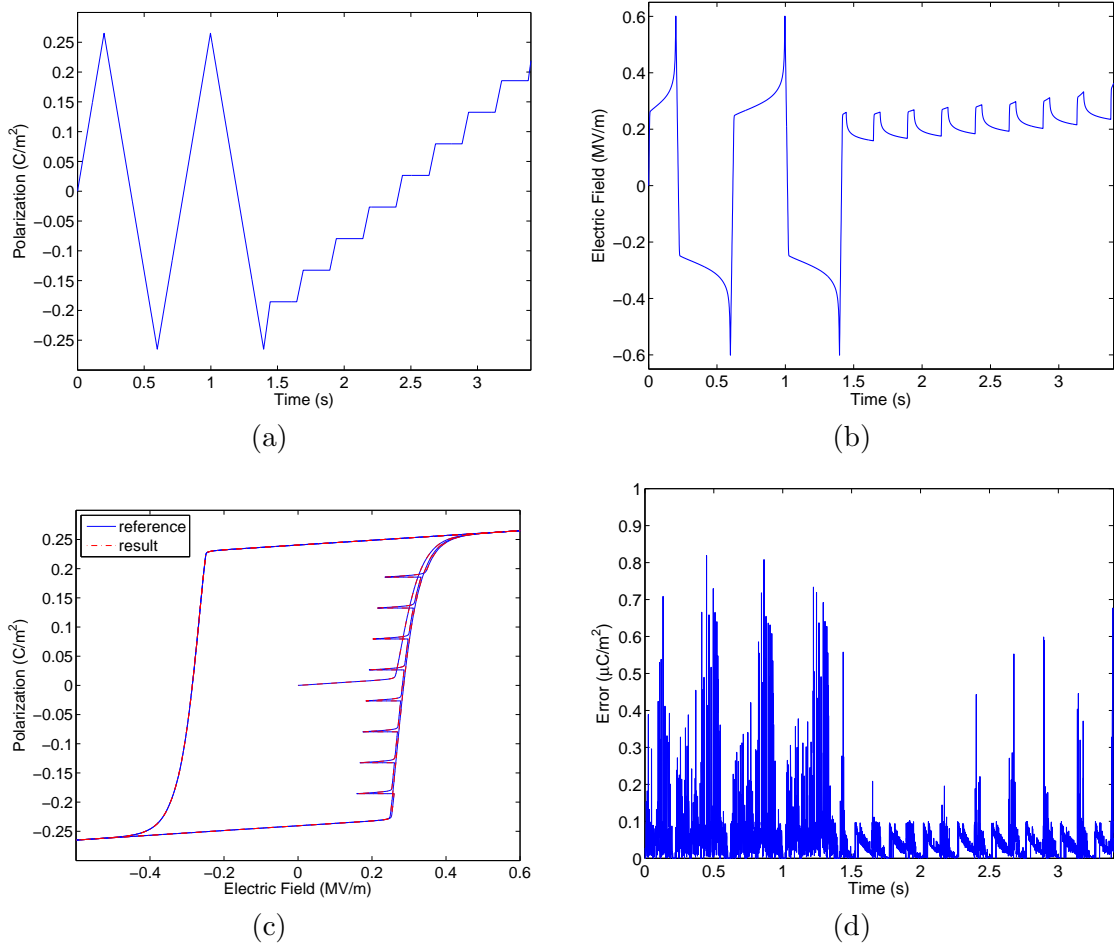 0.25
0.2
0.15
0.1
0.05
0
−0.05
−0.1
−0.15
−0.2
−0.25
Polarization (C/m2)
0 0.5 1 1.5 2 2.5 3
Time (s)
(a)
0.6
0.4
0.2
0
−0.2
−0.4
−0.6
Electric Field (MV/m)
0 0.5 1 1.5 2 2.5 3
Time (s)
(b)
reference
result
0.25
0.2
0.15
0.1
0.05
0
−0.05
−0.1
−0.15
−0.2
−0.25
Polarization (C/m2)
−0.4 −0.2 0 0.2 0.4 0.6
Electric Field (MV/m)
(c)
1
0.9
0.8
0.7
0.6
0.5
0.4
0.3
0.2
0.1
0
Error (μC/m2)
0 0.5 1 1.5 2 2.5 3
Time (s)
(d)